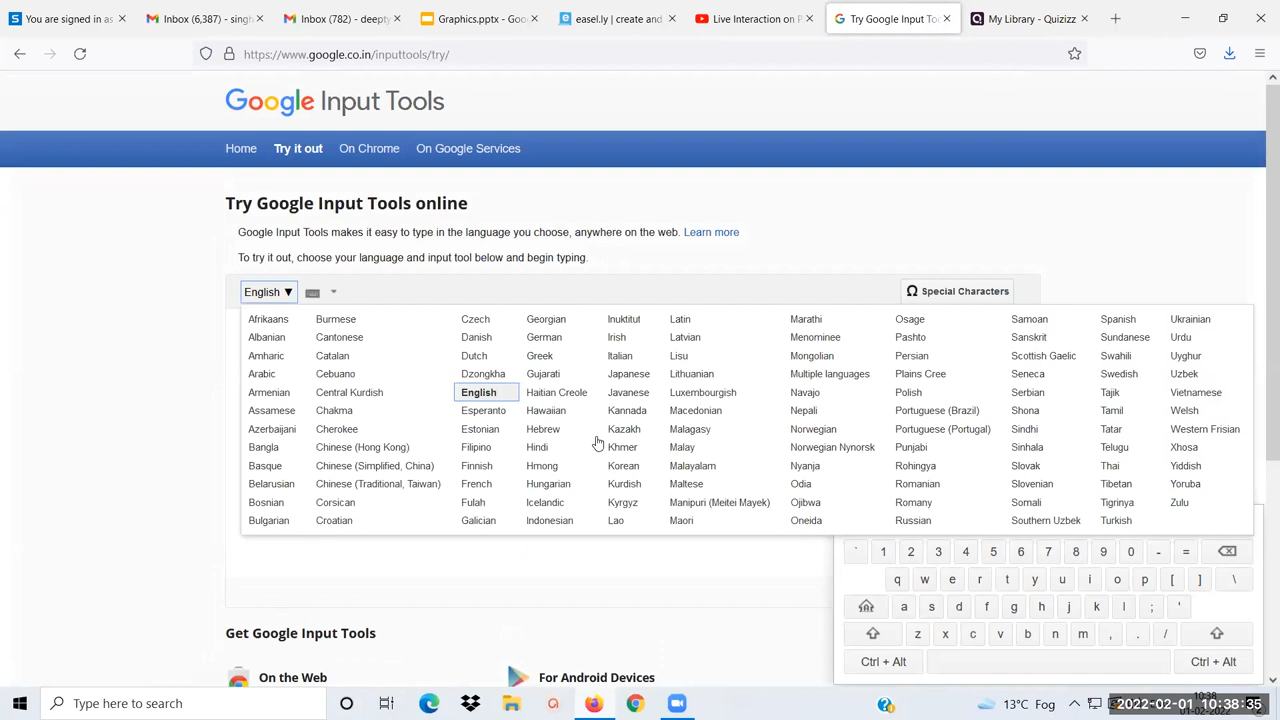 You are signed in as
Inbox (6,387) - singh
Inbox (782) - deepty
Graphics.pptx - Goo
easel.ly | create and
Live Interaction on P
Try Google Input Too
My Library - Quizizz
https://www.google.co.in/inputtools/try/
Google Input Tools
Home Try it out On Chrome On Google Services
Try Google Input Tools online
Google Input Tools makes it easy to type in the language you choose, anywhere on the web. Learn more
To try it out, choose your language and input tool below and begin typing.
English ▼ Ω Special Characters
Afrikaans Burmese Czech Georgian Inuktitut Latin Marathi Osage Samoan Spanish Ukrainian
Albanian Cantonese Danish German Irish Latvian Menominee Pashto Sanskrit Sundanese Urdu
Amharic Catalan Dutch Greek Italian Lisu Mongolian Persian Scottish Gaelic Swahili Uyghur
Arabic Cebuano Dzongkha Gujarati Japanese Lithuanian Multiple languages Plains Cree Seneca Swedish Uzbek
Armenian Central Kurdish English Haitian Creole Javanese Luxembourgish Navajo Polish Serbian Tajik Vietnamese
Assamese Chakma Esperanto Hawaiian Kannada Macedonian Nepali Portuguese (Brazil) Shona Tamil Welsh
Azerbaijani Cherokee Estonian Hebrew Kazakh Malagasy Norwegian Portuguese (Portugal) Sindhi Tatar Western Frisian
Bangla Chinese (Hong Kong) Filipino Hindi Khmer Malay Norwegian Nynorsk Punjabi Sinhala Telugu Xhosa
Basque Chinese (Simplified, China) Finnish Hmong Korean Malayalam Nyanja Rohingya Slovak Thai Yiddish
Belarusian Chinese (Traditional, Taiwan) French Hungarian Kurdish Maltese Odia Romanian Slovenian Tibetan Yoruba
Bosnian Corsican Fulah Icelandic Kyrgyz Manipuri (Meitei Mayek) Ojibwa Romany Somali Tigrinya Zulu
Bulgarian Croatian Galician Indonesian Lao Maori Oneida Russian Southern Uzbek Turkish
` 1 2 3 4 5 6 7 8 9 0 - =
q w e r t y u i o p [ ] \
a s d f g h j k l ; '
z x c v b n m , . /
Ctrl + Alt Ctrl + Alt
Get Google Input Tools
On the Web For Android Devices
Type here to search
13°C Fog
10:38
2022-02-01 10:38:35
01-02-2022